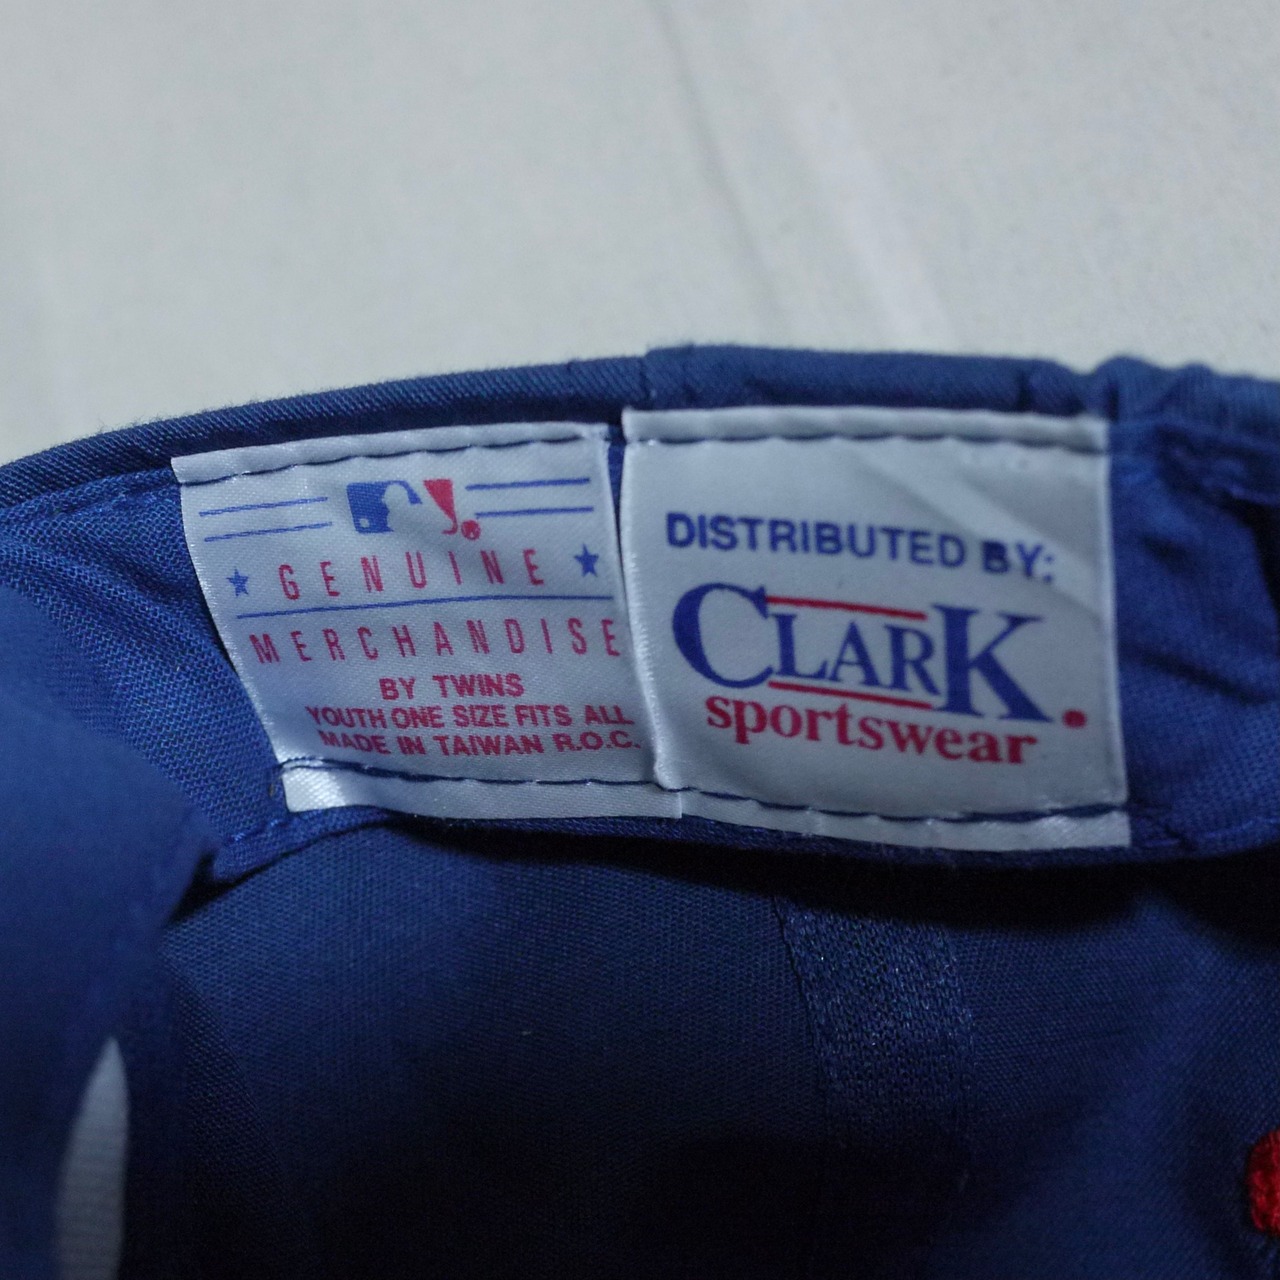 GENUINE
MERCHANDISE
BY TWINS
YOUTH ONE SIZE FITS ALL
MADE IN TAIWAN R.O.C.
DISTRIBUTED BY:
CLARK.
sportswear